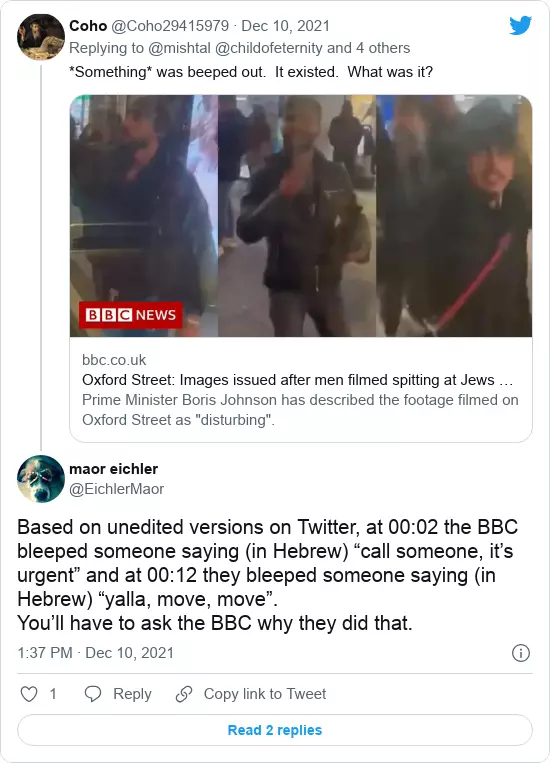 Coho @Coho29415979 · Dec 10, 2021
Replying to @mishtal @childofeternity and 4 others
*Something* was beeped out.  It existed.  What was it?
BBC NEWS
bbc.co.uk
Oxford Street: Images issued after men filmed spitting at Jews …
Prime Minister Boris Johnson has described the footage filmed on
Oxford Street as "disturbing".
maor eichler
@EichlerMaor
Based on unedited versions on Twitter, at 00:02 the BBC
bleeped someone saying (in Hebrew) “call someone, it’s
urgent” and at 00:12 they bleeped someone saying (in
Hebrew) “yalla, move, move”.
You’ll have to ask the BBC why they did that.
1:37 PM · Dec 10, 2021
1 Reply Copy link to Tweet
Read 2 replies